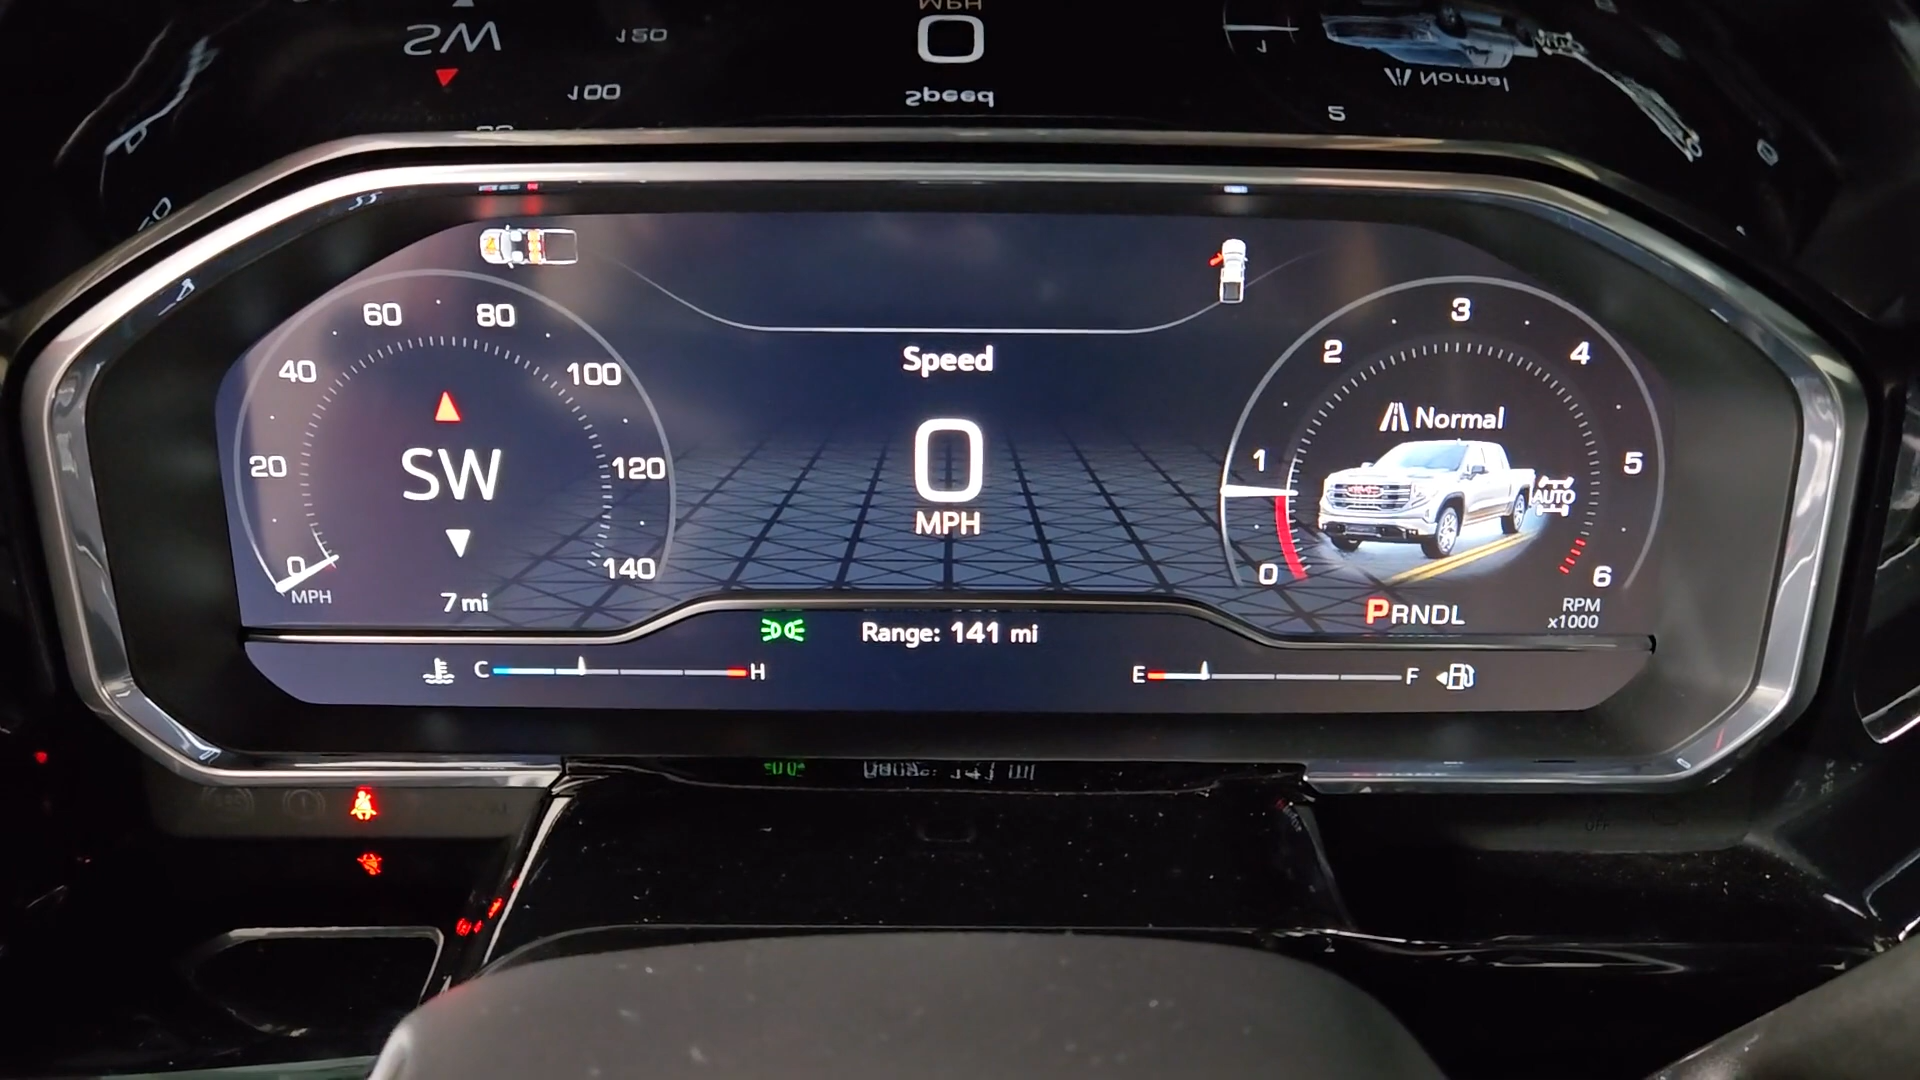 60
80
40
100
20
SW
120
0
140
MPH
7 mi
Speed
0
MPH
Normal
3
2
4
1
5
AUTO
0
6
GMC
PRNDL
RPM
x1000
Range: 141 mi
C
H
E
F